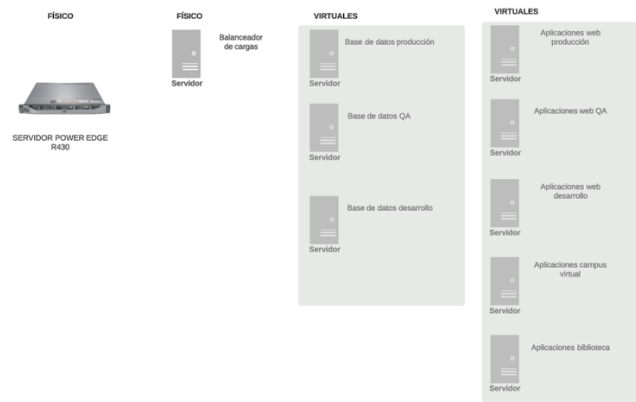 FÍSICO
SERVIDOR POWER EDGE
R430
FÍSICO
Balanceador
de cargas
Servidor
VIRTUALES
Base de datos producción
Servidor
Base de datos QA
Servidor
Base de datos desarrollo
Servidor
VIRTUALES
Aplicaciones web
producción
Servidor
Aplicaciones web QA
Servidor
Aplicaciones web
desarrollo
Servidor
Aplicaciones campus
virtual
Servidor
Aplicaciones biblioteca
Servidor